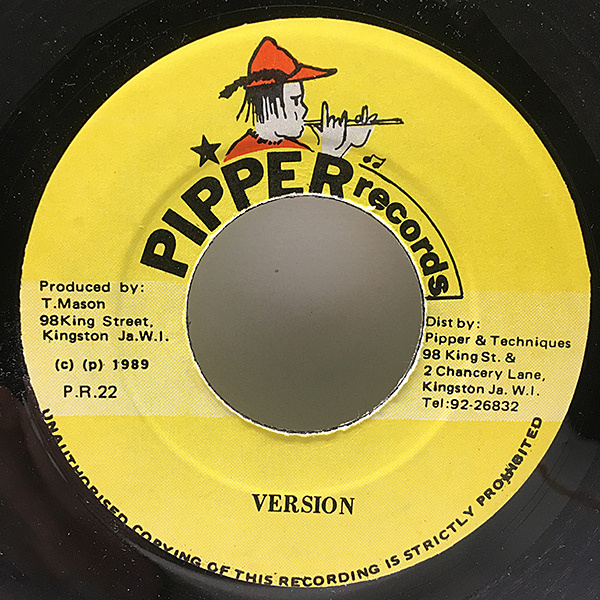 PIPPER records
Produced by:
T.Mason
98King Street,
Kingston Ja.W.I.
(c) (p) 1989
P.R.22
Dist by:
Pipper & Techniques
98 King St. &
2 Chancery Lane,
Kingston Ja. W.I.
Tel:92-26832
VERSION
UNAUTHORISED COPYING OF THIS RECORDING IS STRICTLY PROHIBITED